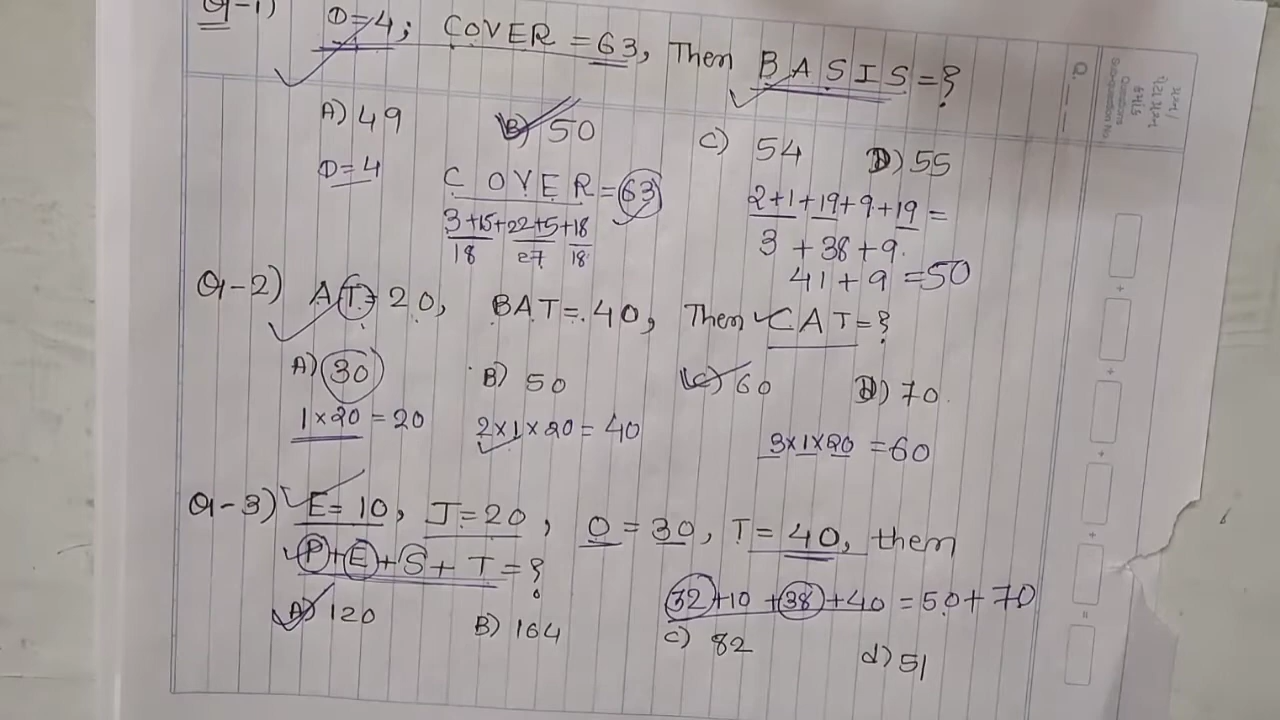 Q-1) D=4; COVER = 63, Then BASIS = ?
A) 49 B) 50 C) 54 D) 55
D=4 COVER = 63 2+1+19+9+19 =
3+15+22+5+18 3 + 38 + 9
18 27 18 41 + 9 = 50
Q-2) AT = 20, BAT = 40, Then CAT = ?
A) 30 B) 50 C) 60 D) 70
1×20 = 20 2×1×20 = 40 3×1×20 = 60
Q-3) E=10, J=20, O=30, T=40, then
P+E+S+T = ?
32+10+38+40 = 50+70
A) 120 B) 164 C) 82 d) 51
Q.